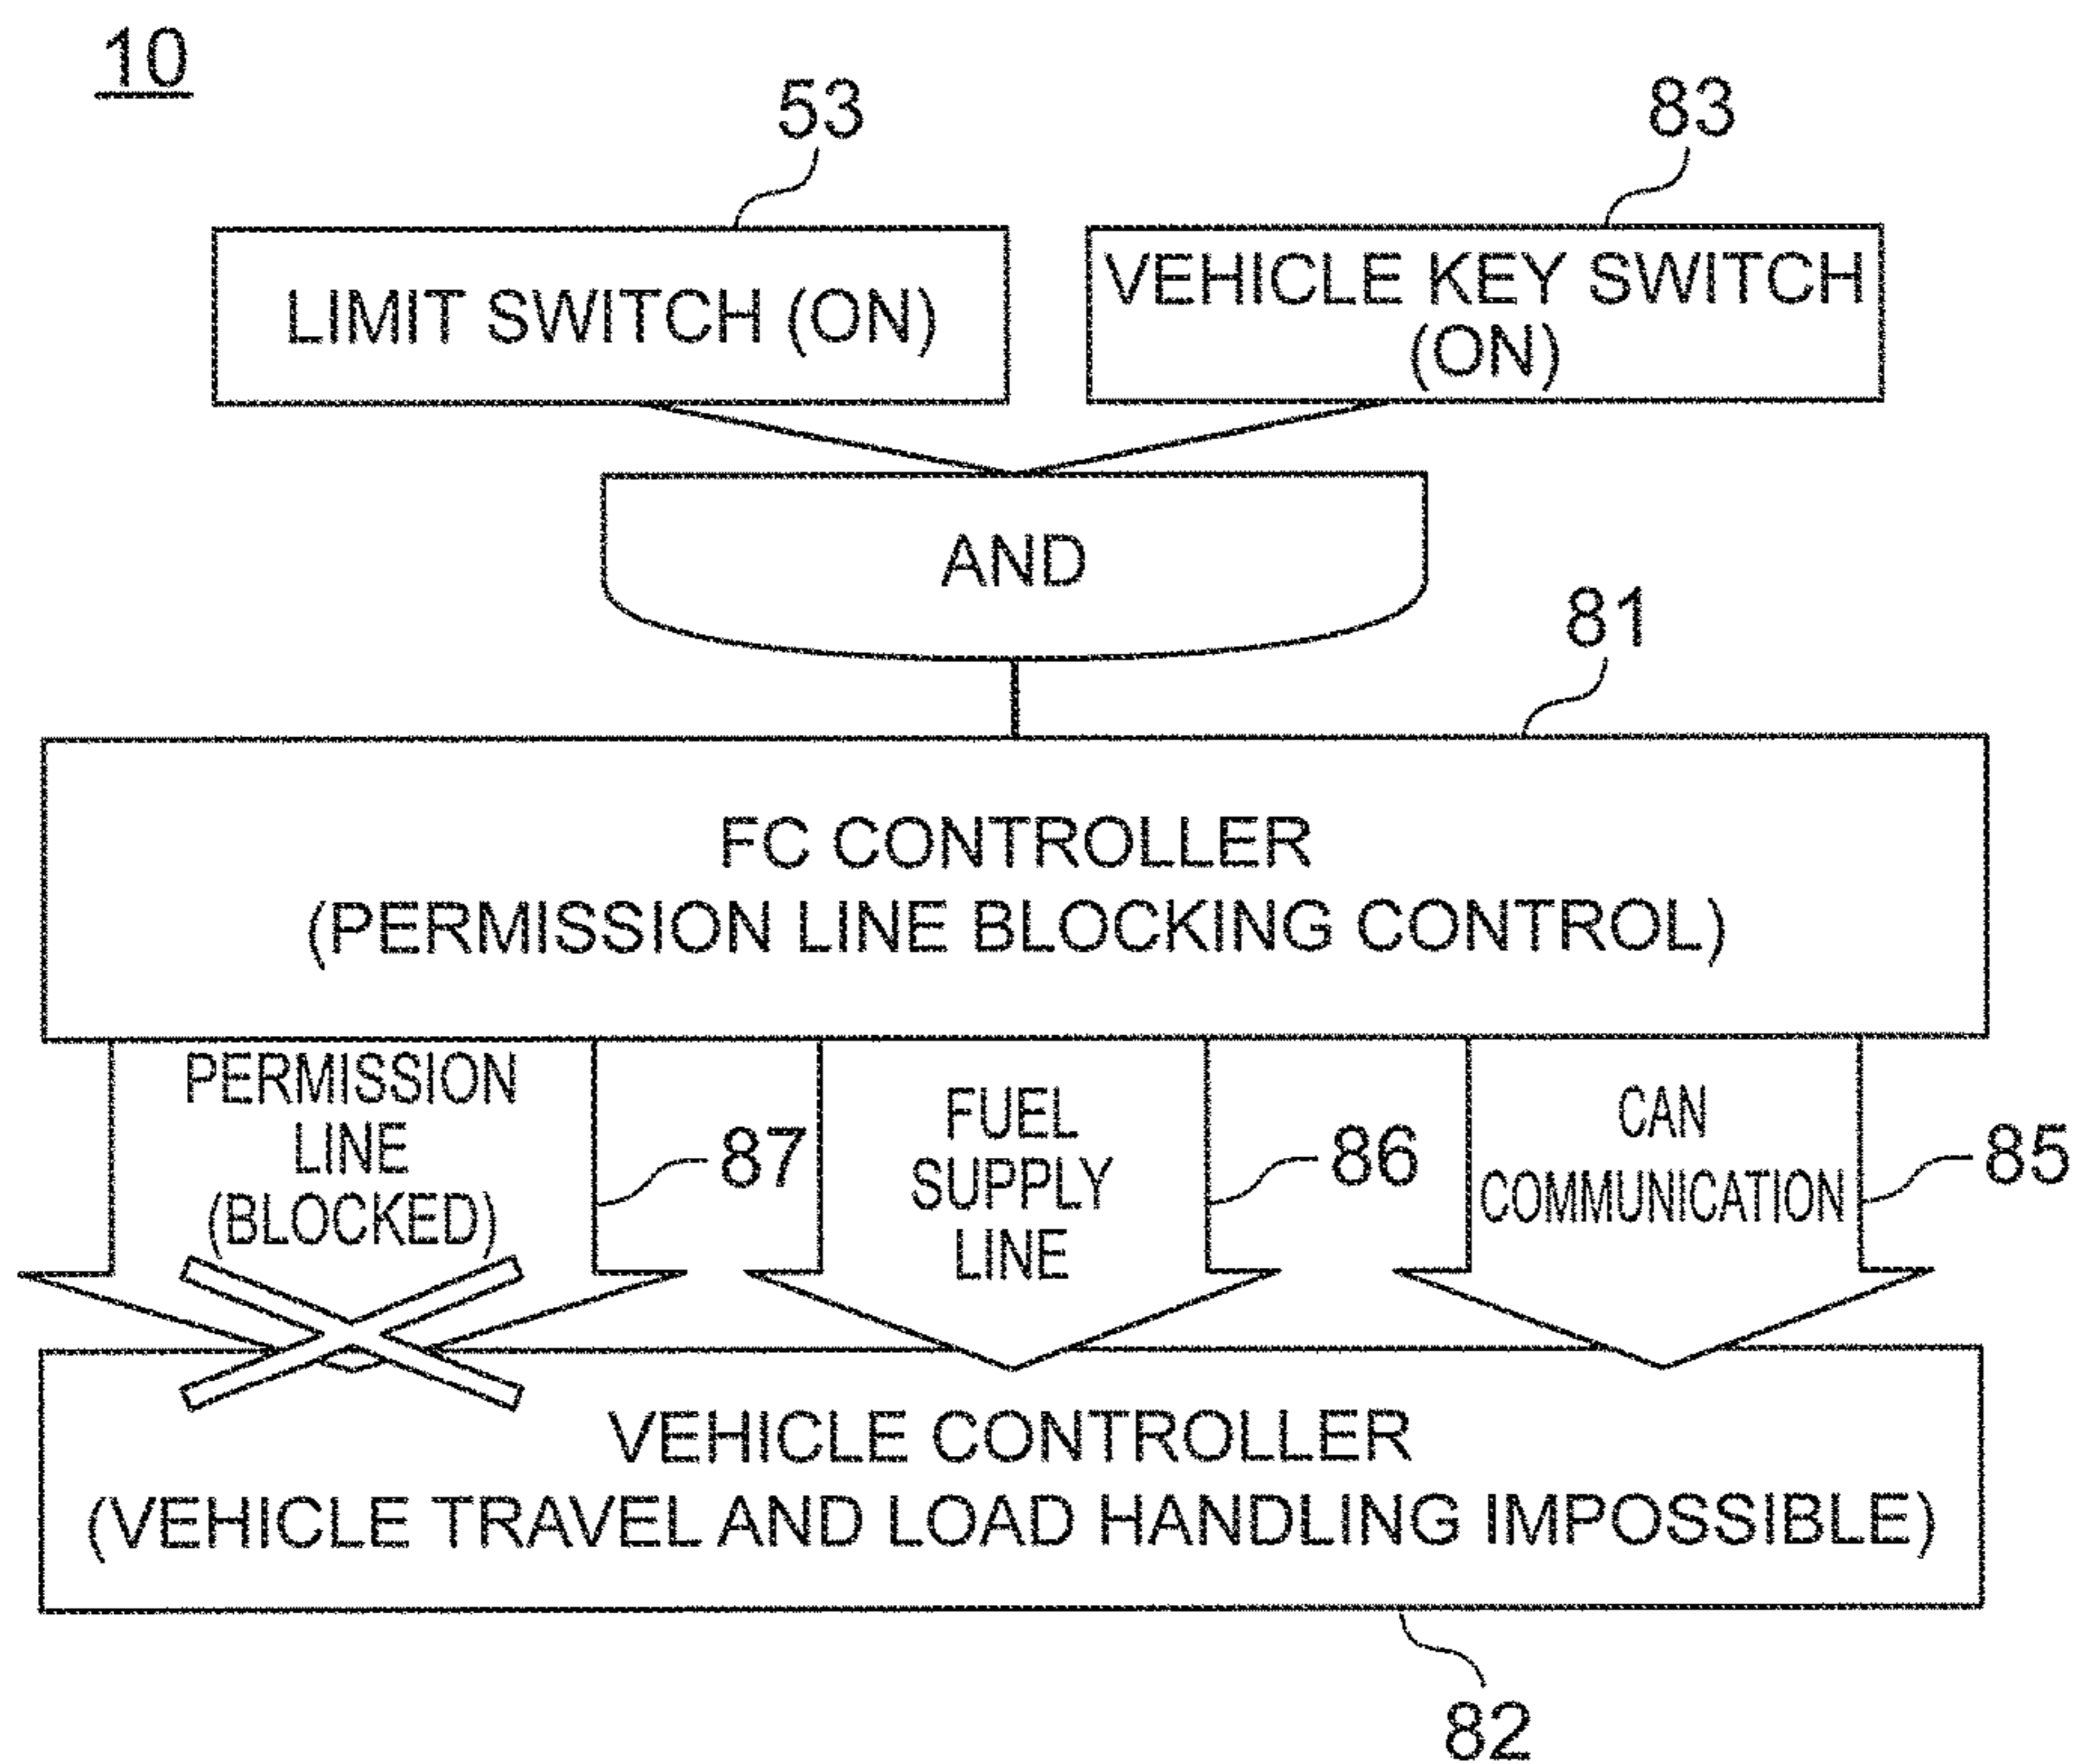 10
53
83
LIMIT SWITCH (ON)
VEHICLE KEY SWITCH
(ON)
AND
81
FC CONTROLLER
(PERMISSION LINE BLOCKING CONTROL)
PERMISSION
LINE
(BLOCKED)
87
FUEL
SUPPLY
LINE
86
CAN
COMMUNICATION
85
VEHICLE CONTROLLER
(VEHICLE TRAVEL AND LOAD HANDLING IMPOSSIBLE)
82